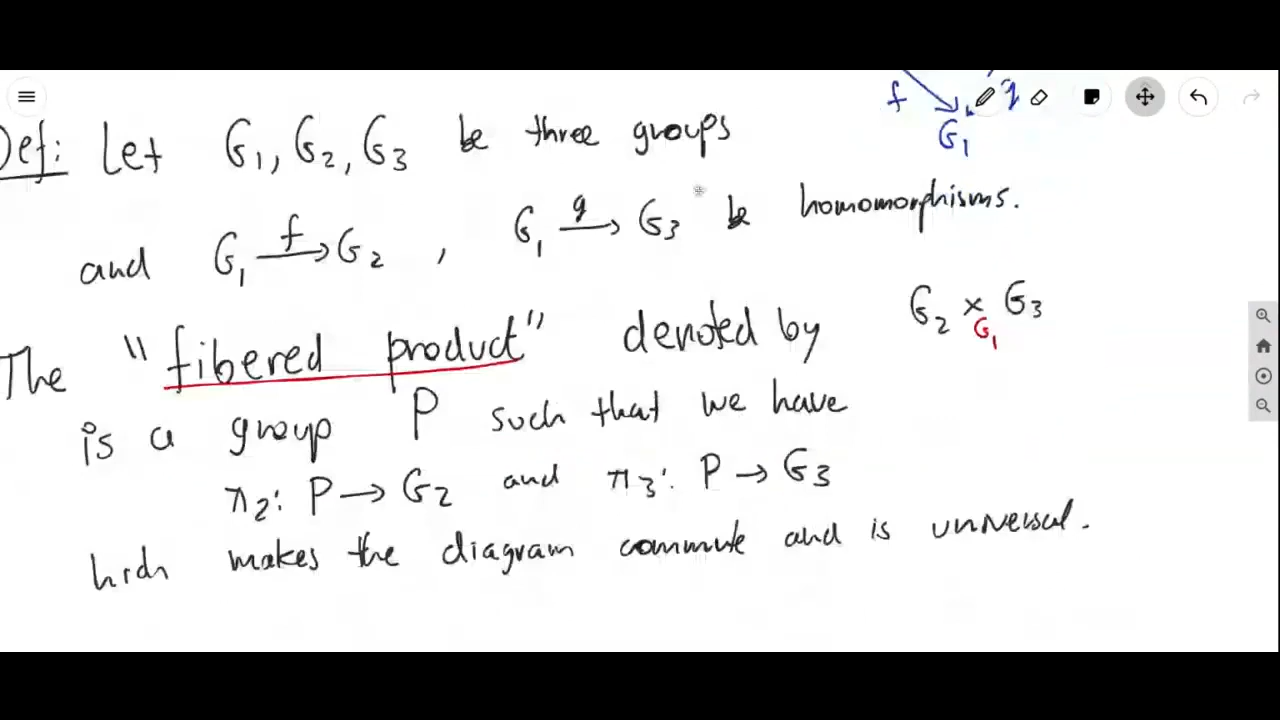 f g
G₁
Def: Let G₁, G₂, G₃ be three groups
and G₁ →f G₂ , G₁ →g G₃ be homomorphisms.
The "fibered product" denoted by G₂ ×_G₁ G₃
is a group P such that we have
π₂: P → G₂ and π₃: P → G₃
hich makes the diagram commute and is universal.